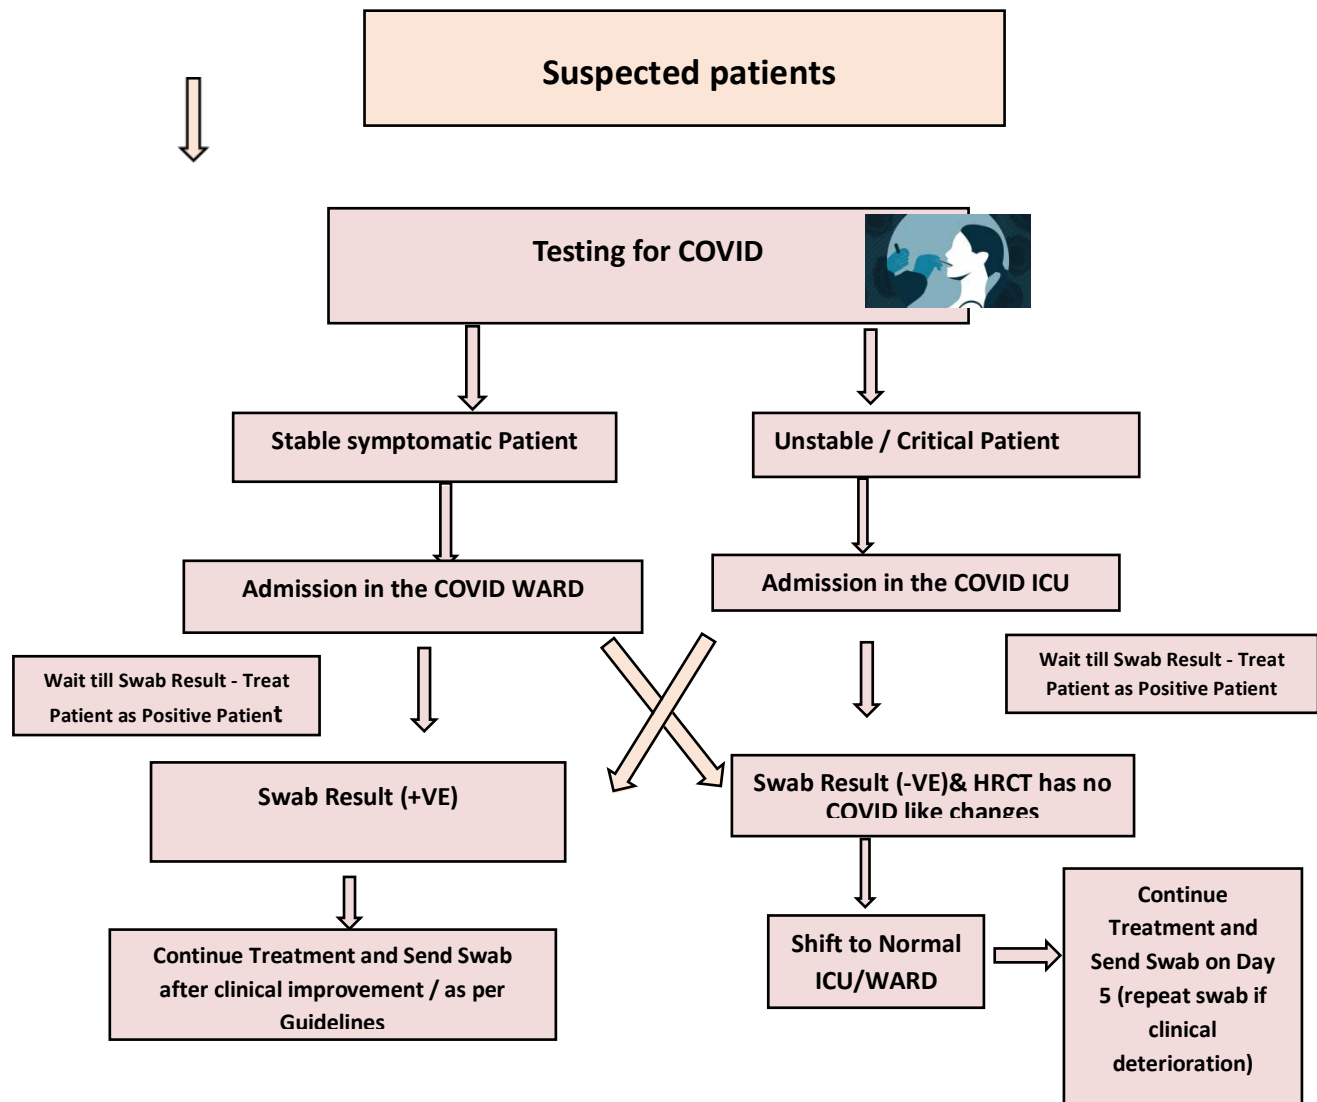 Suspected patients
Testing for COVID
Stable symptomatic Patient
Unstable / Critical Patient
Admission in the COVID WARD
Admission in the COVID ICU
Wait till Swab Result - Treat
Patient as Positive Patient
Wait till Swab Result - Treat
Patient as Positive Patient
Swab Result (+VE)
Swab Result (-VE)& HRCT has no
COVID like changes
Continue Treatment and Send Swab
after clinical improvement / as per
Guidelines
Shift to Normal
ICU/WARD
Continue
Treatment and
Send Swab on Day
5 (repeat swab if
clinical
deterioration)